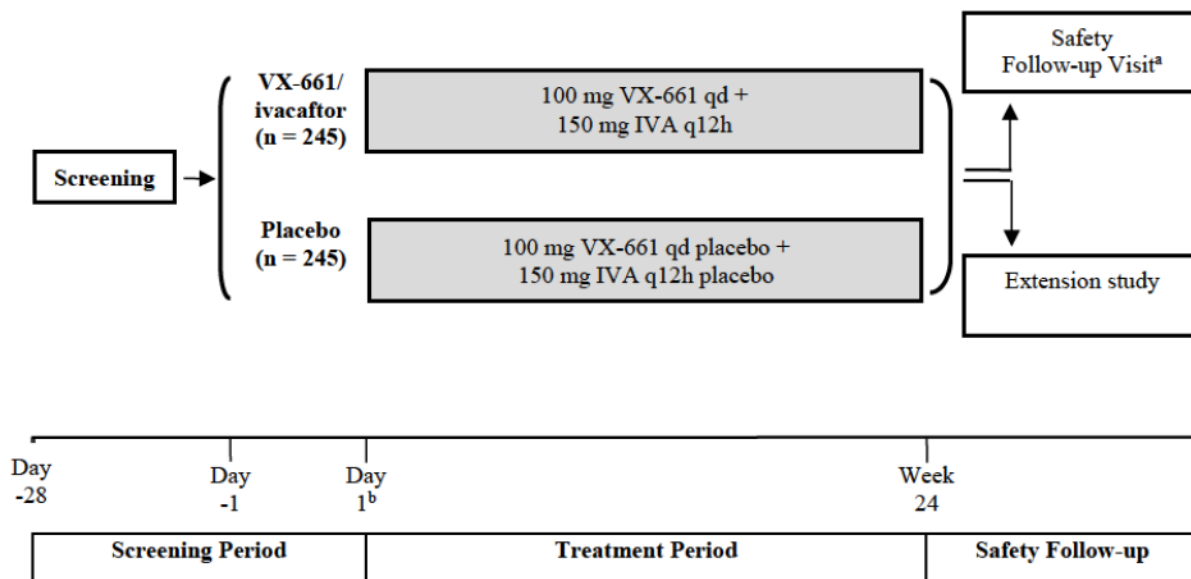 Safety
Follow-up Visitᵃ
VX-661/
ivacaftor
(n = 245)
100 mg VX-661 qd +
150 mg IVA q12h
Screening
Placebo
(n = 245)
100 mg VX-661 qd placebo +
150 mg IVA q12h placebo
Extension study
Day
-28
Day
-1
Day
1ᵇ
Week
24
Screening Period
Treatment Period
Safety Follow-up